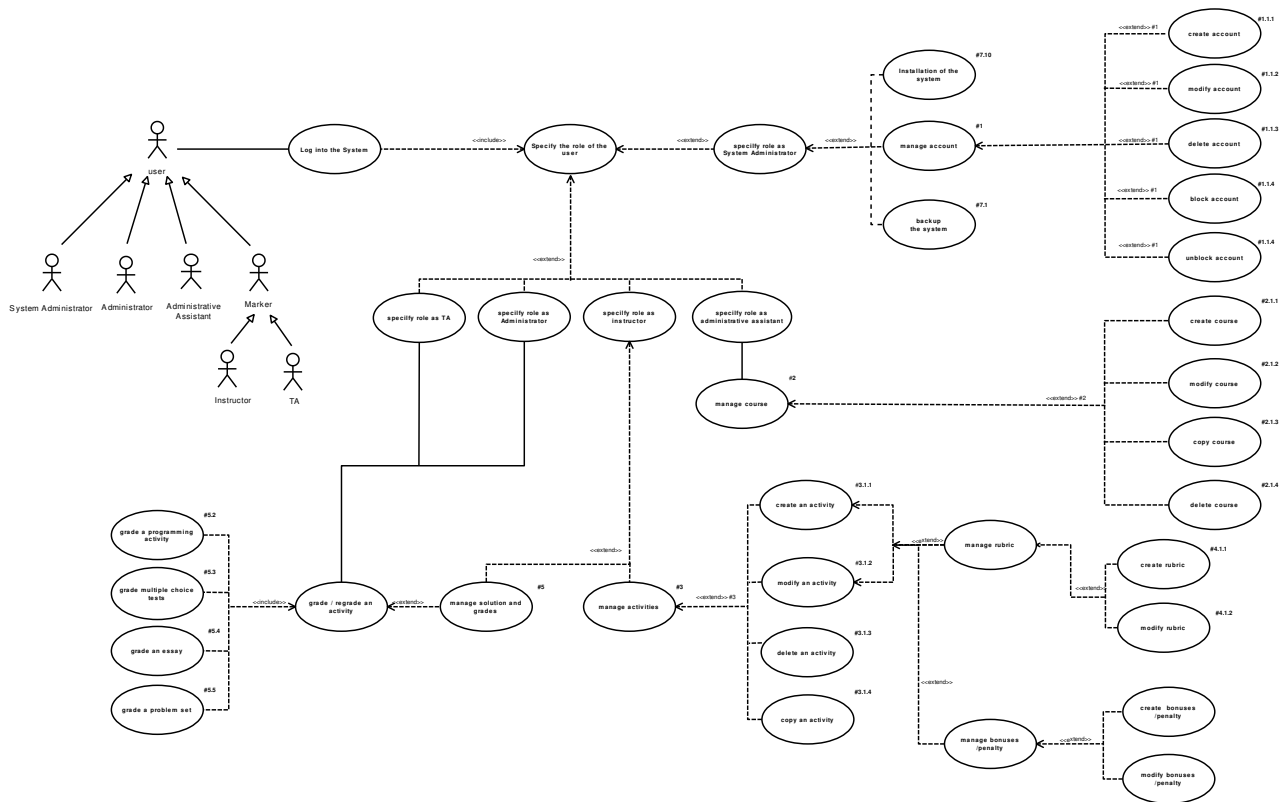 #1.1.1
create account
<<extend>> #1
#7.10
Installation of the
system
#1.1.2
modify account
<<extend>> #1
user
Log into the System
<<include>>
Specify the role of the
user
<<extend>>
specify role as
System Administrator
<<extend>>
#1
manage account
#1.1.3
delete account
<<extend>> #1
#7.1
backup
the system
#1.1.4
block account
<<extend>> #1
#1.1.4
unblock account
<<extend>> #1
<<extend>>
System Administrator
Administrator
Administrative
Assistant
Marker
Instructor
TA
specify role as TA
specify role as
Administrator
specify role as
instructor
specify role as
administrative assistant
#2
manage course
<<extend>> #2
#2.1.1
create course
#2.1.2
modify course
#2.1.3
copy course
#2.1.4
delete course
#5.2
grade a programming
activity
#5.3
grade multiple choice
tests
#5.4
grade an essay
#5.5
grade a problem set
<<include>>
grade / regrade an
activity
<<extend>>
#5
manage solution and
grades
<<extend>>
#3
manage activities
<<extend>> #3
#3.1.1
create an activity
#3.1.2
modify an activity
#3.1.3
delete an activity
#3.1.4
copy an activity
<<extend>>
manage rubric
<<extend>>
#4.1.1
create rubric
#4.1.2
modify rubric
<<extend>>
manage bonuses
/penalty
<<extend>>
create bonuses
/penalty
modify bonuses
/penalty